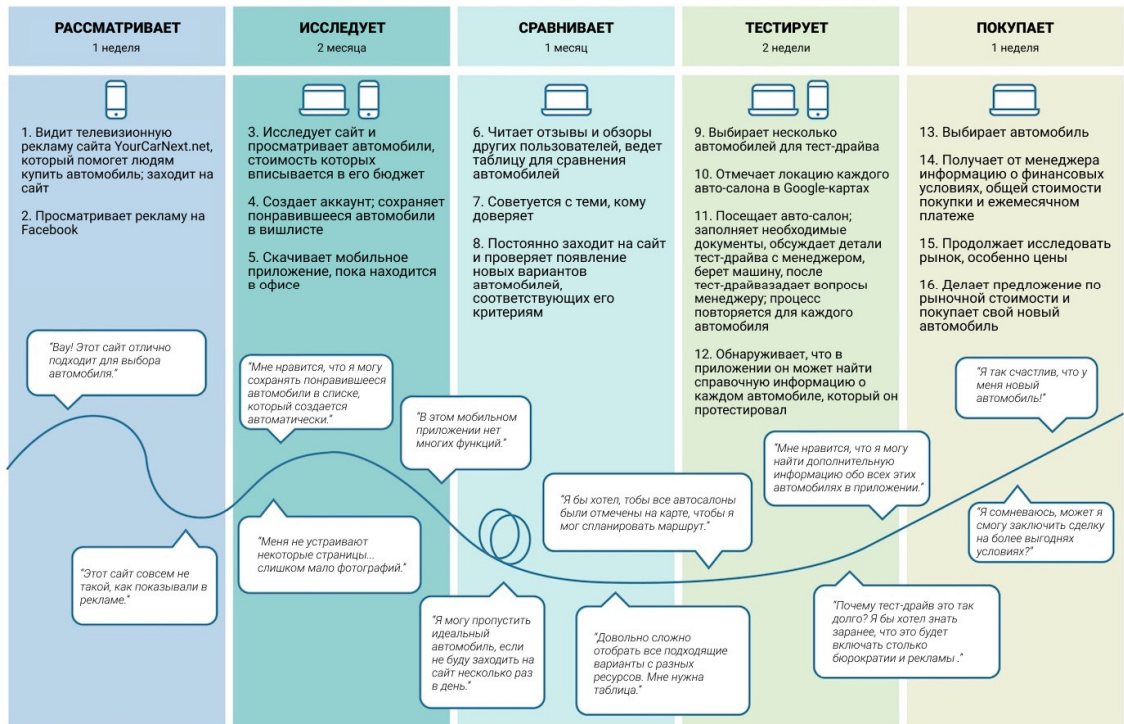 РАССМАТРИВАЕТ
1 неделя
ИССЛЕДУЕТ
2 месяца
СРАВНИВАЕТ
1 месяц
ТЕСТИРУЕТ
2 недели
ПОКУПАЕТ
1 неделя
1. Видит телевизионную
рекламу сайта YourCarNext.net,
который помогет людям
купить автомобиль; заходит на
сайт
2. Просматривает рекламу на
Facebook
3. Исследует сайт и
просматривает автомобили,
стоимость которых
вписывается в его бюджет
4. Создает аккаунт; сохраняет
понравившееся автомобили
в вишлисте
5. Скачивает мобильное
приложение, пока находится
в офисе
6. Читает отзывы и обзоры
других пользователей, ведет
таблицу для сравнения
автомобилей
7. Советуется с теми, кому
доверяет
8. Постоянно заходит на сайт
и проверяет появление
новых вариантов
автомобилей,
соответствующих его
критериям
9. Выбирает несколько
автомобилей для тест-драйва
10. Отмечает локацию каждого
авто-салона в Google-картах
11. Посещает авто-салон;
заполняет необходимые
документы, обсуждает детали
тест-драйва с менеджером,
берет машину, после
тест-драйвазадает вопросы
менеджеру; процесс
повторяется для каждого
автомобиля
12. Обнаруживает, что в
приложении он может найти
справочную информацию о
каждом автомобиле, который он
протестировал
13. Выбирает автомобиль
14. Получает от менеджера
информацию о финансовых
условиях, общей стоимости
покупки и ежемесячном
платеже
15. Продолжает исследовать
рынок, особенно цены
16. Делает предложение по
рыночной стоимости и
покупает свой новый
автомобиль
"Вау! Этот сайт отлично
подходит для выбора
автомобиля."
"Этот сайт совсем не
такой, как показывали в
рекламе."
"Мне нравится, что я могу
сохранять понравившееся
автомобили в списке,
который создается
автоматически."
"Меня не устраивают
некоторые страницы...
слишком мало фотографий."
"В этом мобильном
приложении нет
многих функций."
"Я могу пропустить
идеальный
автомобиль, если
не буду заходить на
сайт несколько раз
в день."
"Я бы хотел, тобы все автосалоны
были отмечены на карте, чтобы я
мог спланировать маршрут."
"Довольно сложно
отобрать все подходящие
варианты с разных
ресурсов. Мне нужна
таблица."
"Мне нравится, что я могу
найти дополнительную
информацию обо всех этих
автомобилях в приложении."
"Почему тест-драйв это так
долго? Я бы хотел знать
заранее, что это будет
включать столько
бюрократии и рекламы ."
"Я так счастлив, что у
меня новый
автомобиль!"
"Я сомневаюсь, может я
смогу заключить сделку
на более выгоднях
условиях?"